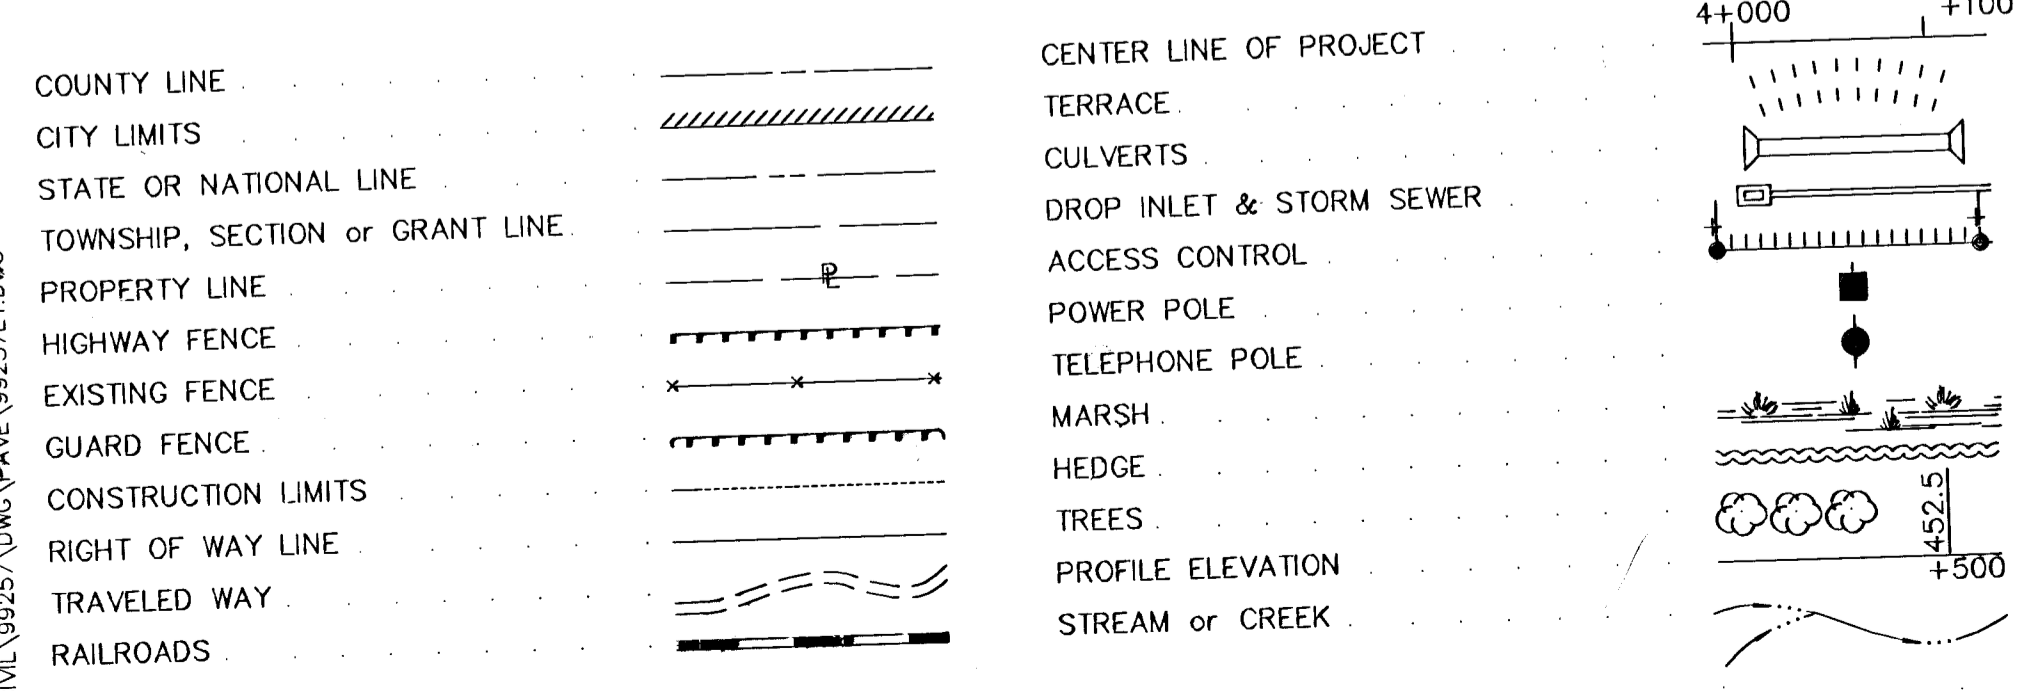 COUNTY LINE
CITY LIMITS
STATE OR NATIONAL LINE
TOWNSHIP, SECTION or GRANT LINE
PROPERTY LINE
PL
HIGHWAY FENCE
EXISTING FENCE
GUARD FENCE
CONSTRUCTION LIMITS
RIGHT OF WAY LINE
TRAVELED WAY
RAILROADS
4+000 +100
CENTER LINE OF PROJECT
TERRACE
CULVERTS
DROP INLET & STORM SEWER
ACCESS CONTROL
POWER POLE
TELEPHONE POLE
MARSH
HEDGE
TREES
452.5
PROFILE ELEVATION
+500
STREAM or CREEK